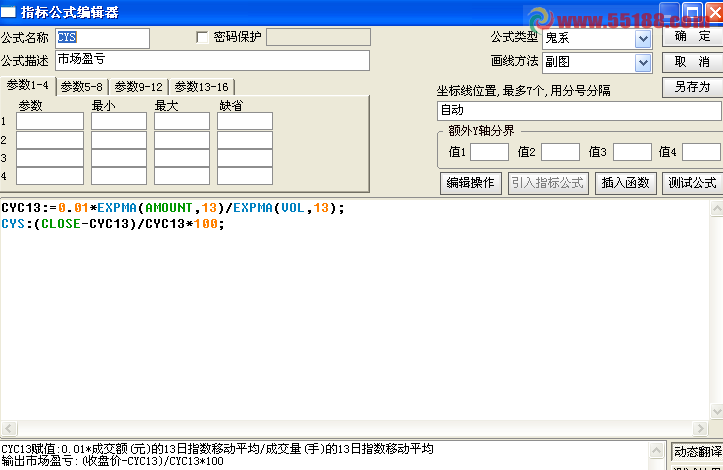 指标公式编辑器
www.55188.com
公式名称 CYS 密码保护 公式类型 鬼系 确 定
公式描述 市场盈亏 画线方法 副图 取 消
参数1-4 参数5-8 参数9-12 参数13-16 坐标线位置,最多7个,用分号分隔 另存为
参数 最小 最大 缺省 自动
1
2
3
4
额外Y轴分界
值1 值2 值3 值4
编辑操作 引入指标公式 插入函数 测试公式
CYC13:=0.01*EXPMA(AMOUNT,13)/EXPMA(VOL,13);
CYS:(CLOSE-CYC13)/CYC13*100;
CYC13赋值:0.01*成交额(元)的13日指数移动平均/成交量(手)的13日指数移动平均
输出市场盈亏:(收盘价-CYC13)/CYC13*100
动态翻译